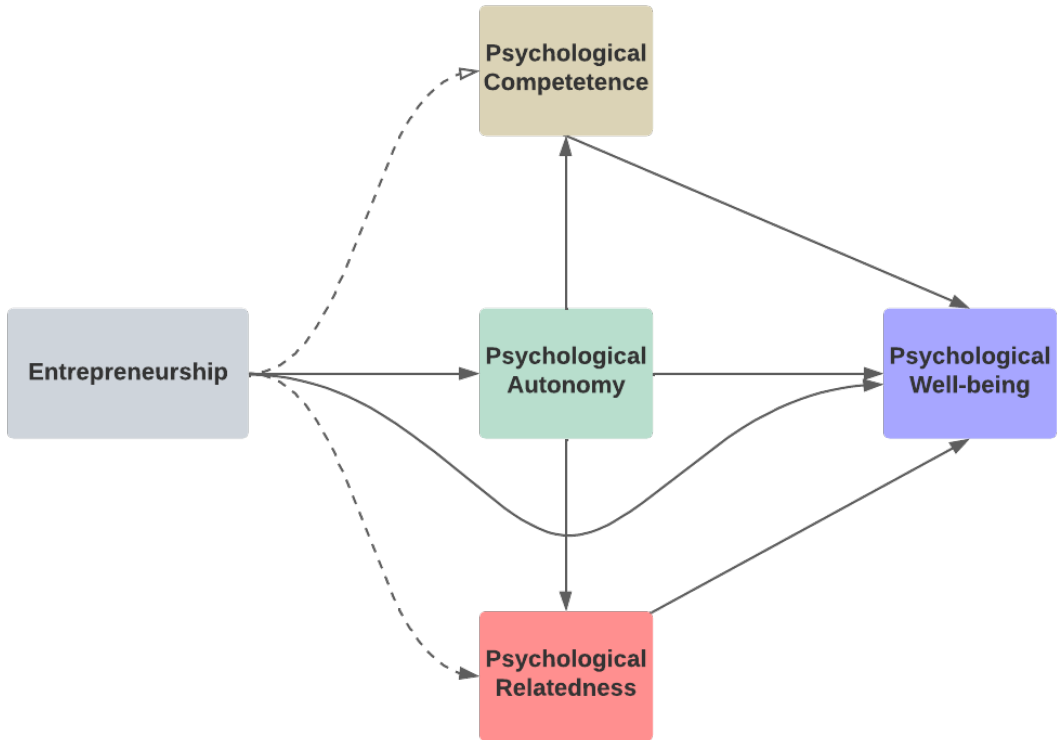 Psychological
Competetence
Entrepreneurship
Psychological
Autonomy
Psychological
Well-being
Psychological
Relatedness